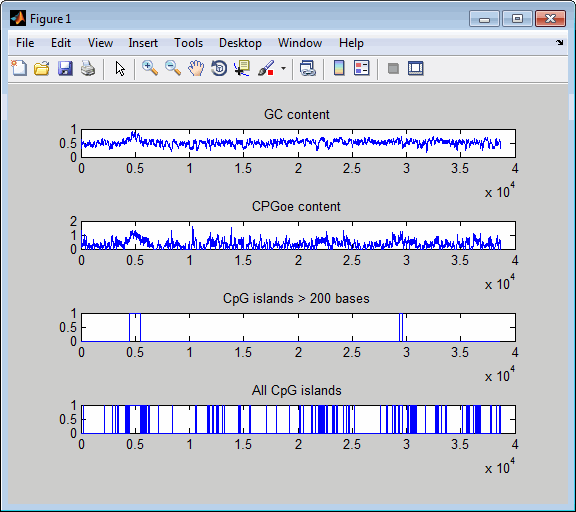 Figure 1
File Edit View Insert Tools Desktop Window Help
GC content
1
0.5
0
0 0.5 1 1.5 2 2.5 3 3.5 4
x 10^4
CPGoe content
2
1
0
0 0.5 1 1.5 2 2.5 3 3.5 4
x 10^4
CpG islands > 200 bases
1
0.5
0
0 0.5 1 1.5 2 2.5 3 3.5 4
x 10^4
All CpG islands
1
0.5
0
0 0.5 1 1.5 2 2.5 3 3.5 4
x 10^4